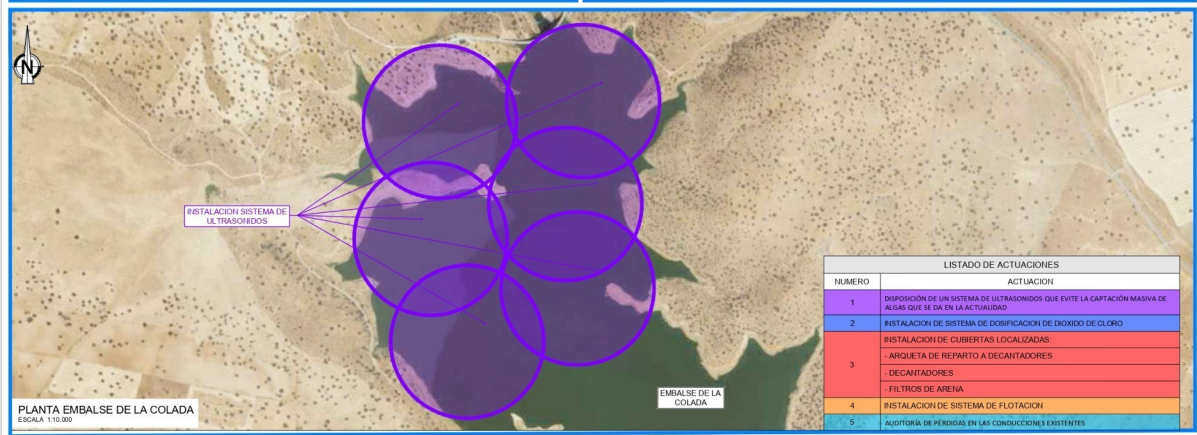 N
INSTALACION SISTEMA DE
ULTRASONIDOS
EMBALSE DE LA
COLADA
PLANTA EMBALSE DE LA COLADA
ESCALA 1:10.000
LISTADO DE ACTUACIONES
NUMERO ACTUACION
1 DISPOSICIÓN DE UN SISTEMA DE ULTRASONIDOS QUE EVITE LA CAPTACIÓN MASIVA DE
ALGAS QUE SE DA EN LA ACTUALIDAD
2 INSTALACION DE SISTEMA DE DOSIFICACION DE DIOXIDO DE CLORO
3 INSTALACION DE CUBIERTAS LOCALIZADAS:
- ARQUETA DE REPARTO A DECANTADORES
- DECANTADORES
- FILTROS DE ARENA
4 INSTALACION DE SISTEMA DE FLOTACION
5 AUDITORÍA DE PÉRDIDAS EN LAS CONDUCCIONES EXISTENTES